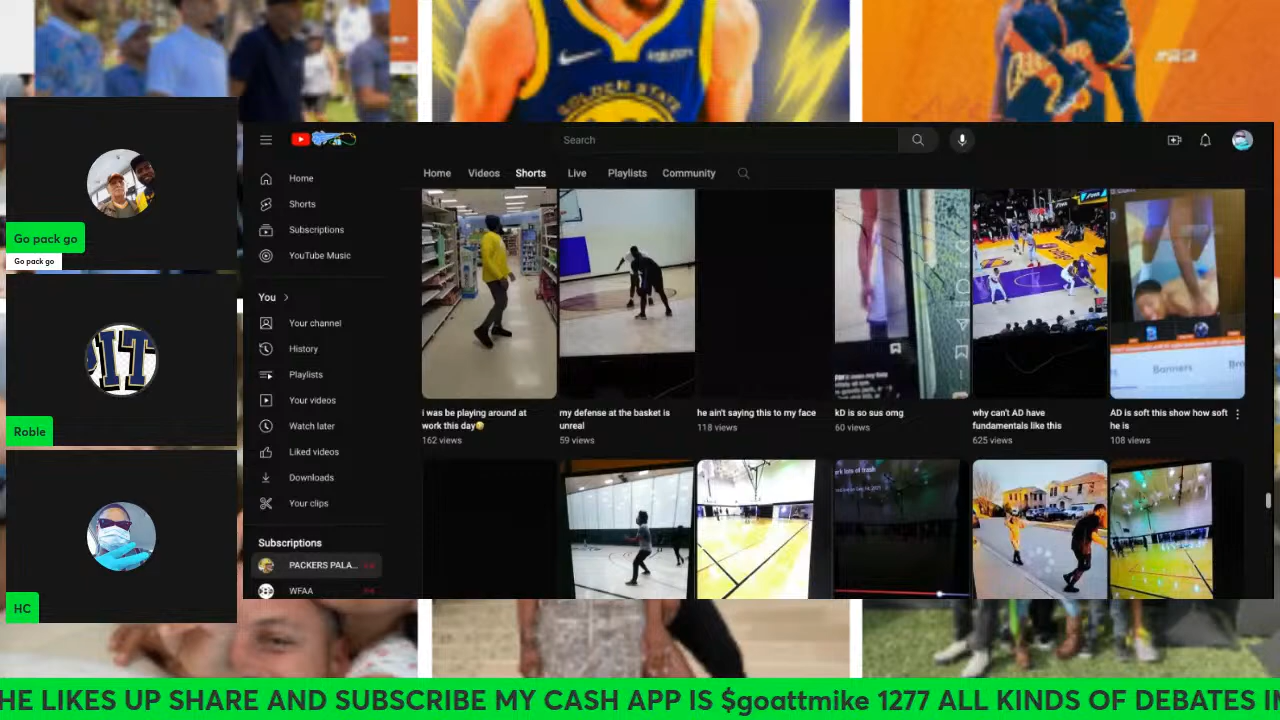 GOLDEN STATE
Search
Home
Videos
Shorts
Live
Playlists
Community
Home
Shorts
Subscriptions
YouTube Music
You
Your channel
History
Playlists
Your videos
Watch later
Liked videos
Downloads
Your clips
Subscriptions
PACKERS PALA...
WFAA
Go pack go
Go pack go
Roble
HC
i was be playing around at
work this day🤣
162 views
my defense at the basket is
unreal
59 views
he ain't saying this to my face
118 views
kD is so sus omg
60 views
why can't AD have
fundamentals like this
625 views
AD is soft this show how soft
he is
108 views
Banners
Bro
HE LIKES UP SHARE AND SUBSCRIBE MY CASH APP IS $goattmike 1277 ALL KINDS OF DEBATES IN